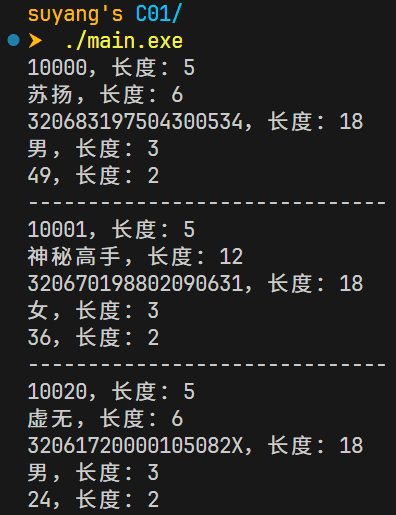 suyang's C01/
➤ ./main.exe
10000，长度：5
苏扬，长度：6
320683197504300534，长度：18
男，长度：3
49，长度：2
------------------------------
10001，长度：5
神秘高手，长度：12
320670198802090631，长度：18
女，长度：3
36，长度：2
------------------------------
10020，长度：5
虚无，长度：6
32061720000105082X，长度：18
男，长度：3
24，长度：2